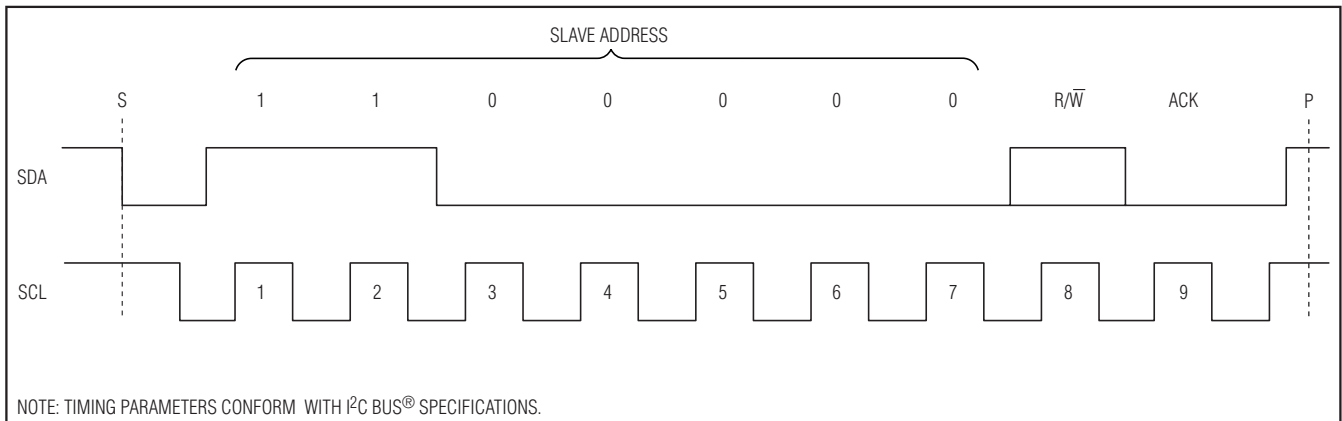 SLAVE ADDRESS
S 1 1 0 0 0 0 0 R/W̅ ACK P
SDA
SCL 1 2 3 4 5 6 7 8 9
NOTE: TIMING PARAMETERS CONFORM WITH I²C BUS® SPECIFICATIONS.